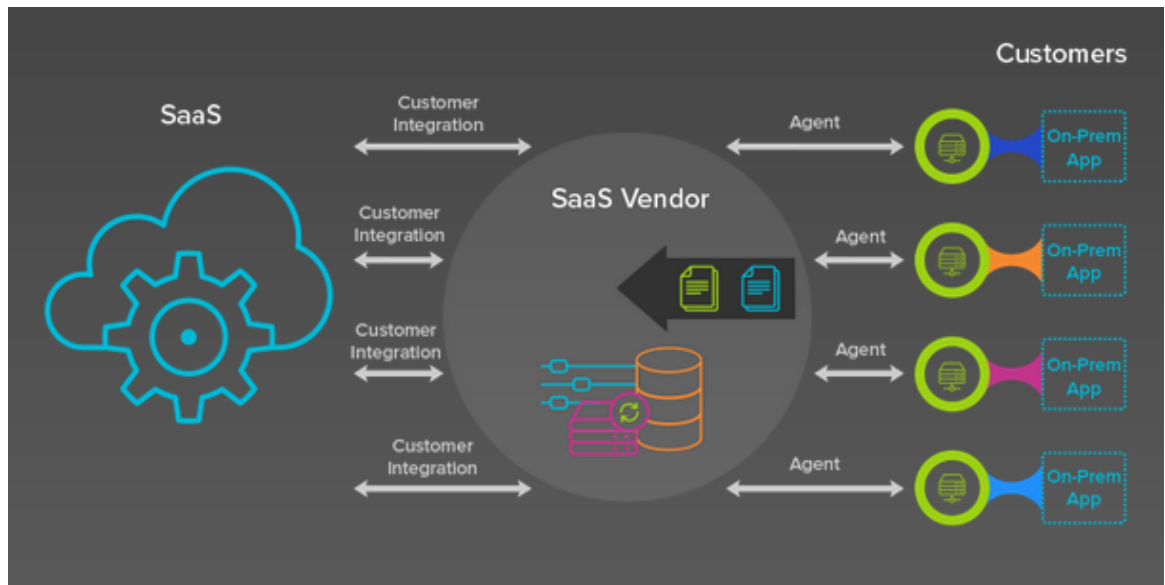 Customers
SaaS
Customer
Integration
Agent
On-Prem
App
SaaS Vendor
Customer
Integration
Agent
On-Prem
App
Customer
Integration
Agent
On-Prem
App
Customer
Integration
Agent
On-Prem
App